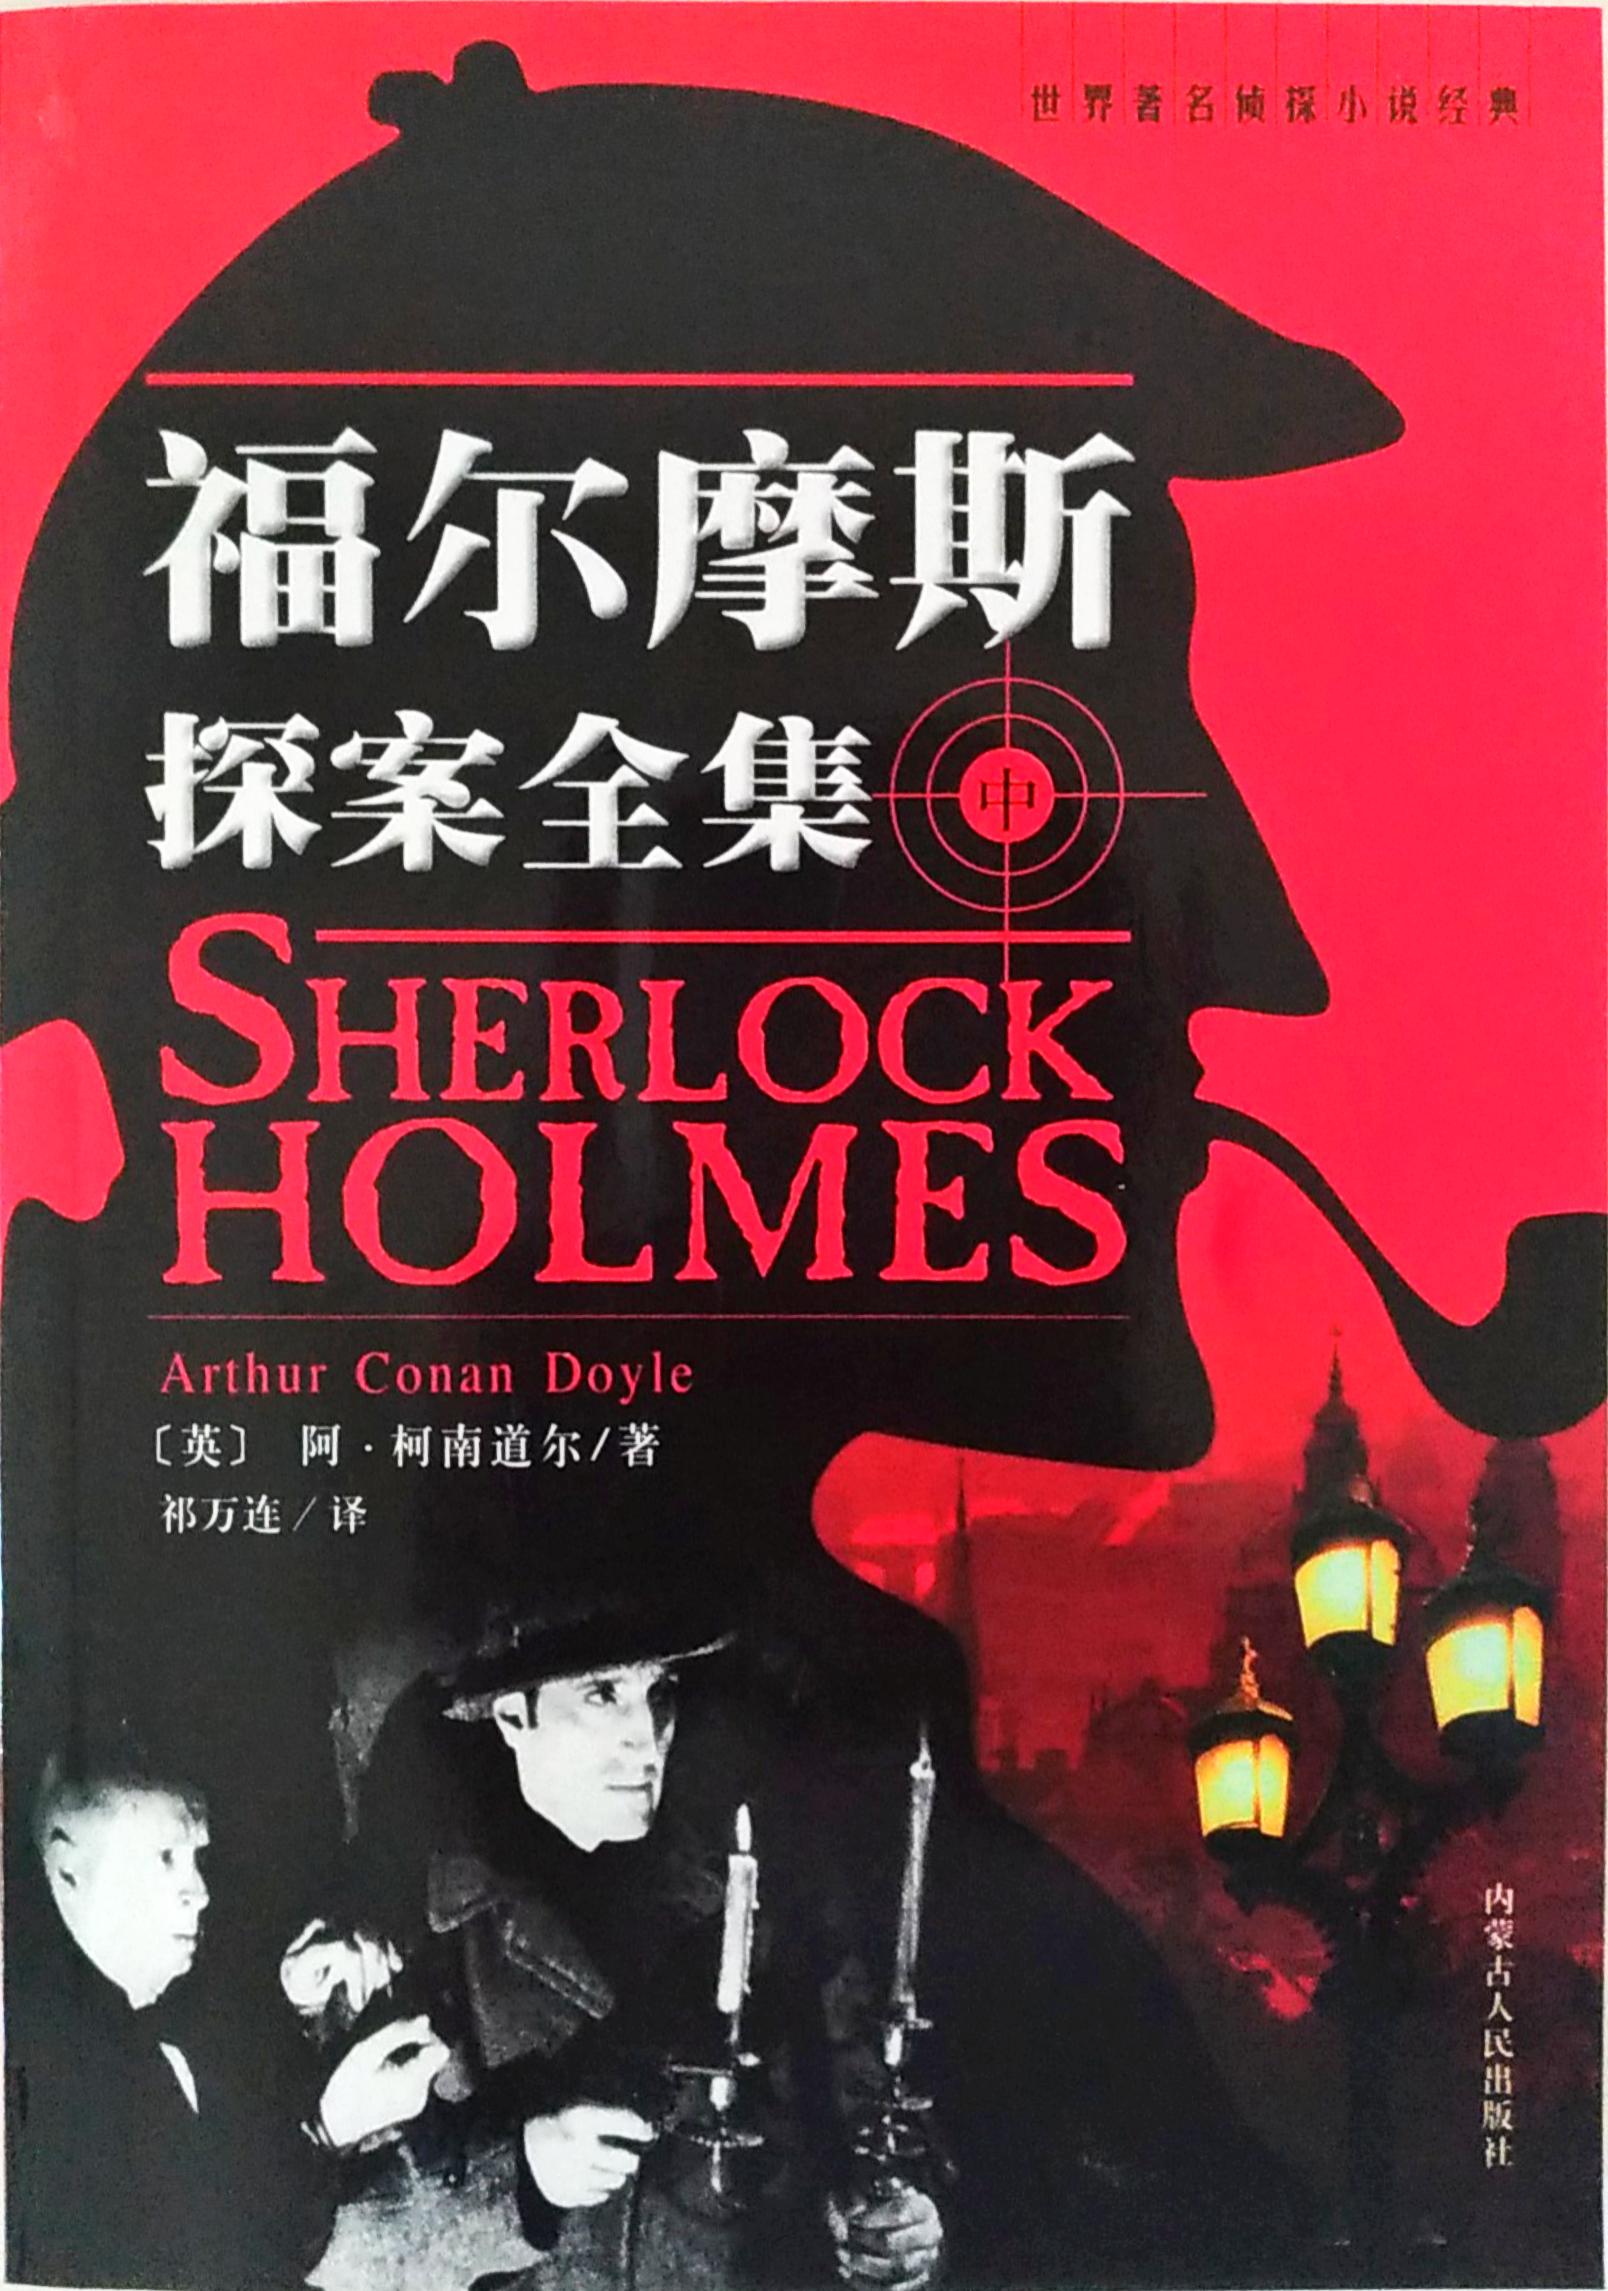 世界著名侦探小说经典
福尔摩斯
探案全集 中
SHERLOCK
HOLMES
Arthur Conan Doyle
〔英〕 阿·柯南道尔/著
祁万连/译
内蒙古人民出版社